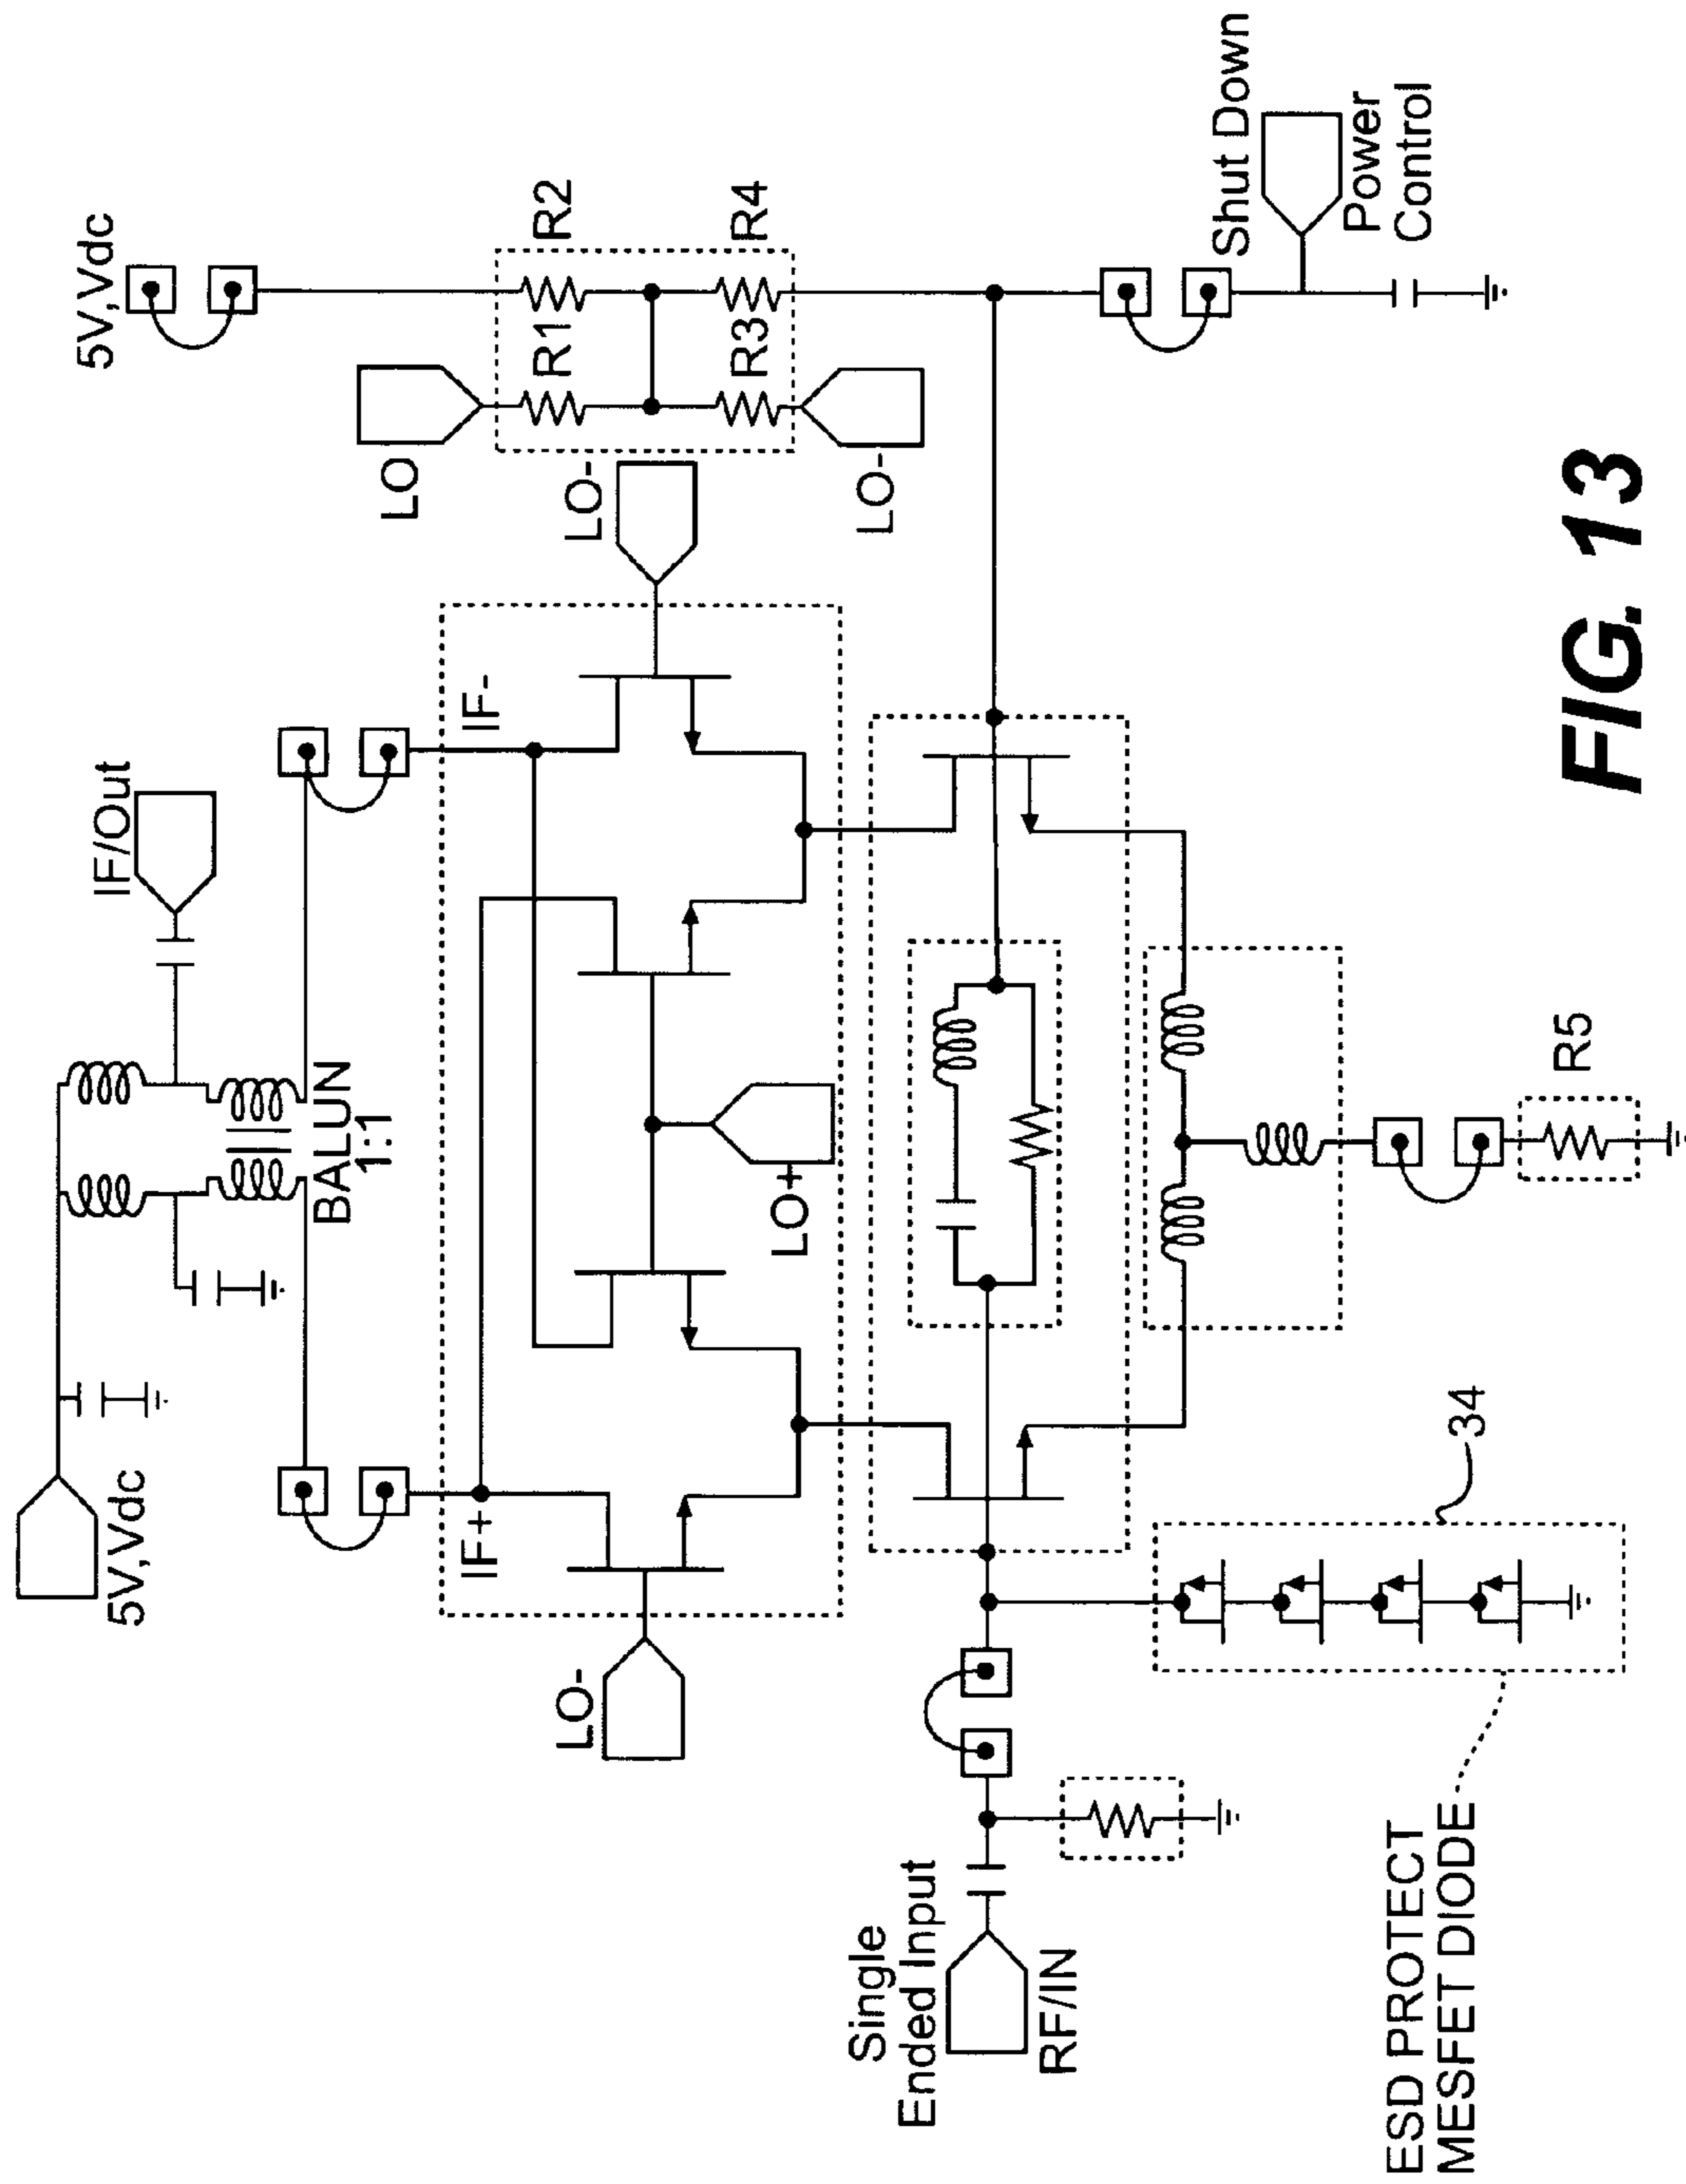 5V,Vdc
IF/Out
BALUN
1:1
5V,Vdc
LO
R1
R2
R3
R4
LO-
IF+
IF-
LO-
LO-
LO+
Single
Ended Input
RF/IN
Shut Down
Power
Control
ESD PROTECT
MESFET DIODE
34
R5
FIG. 13